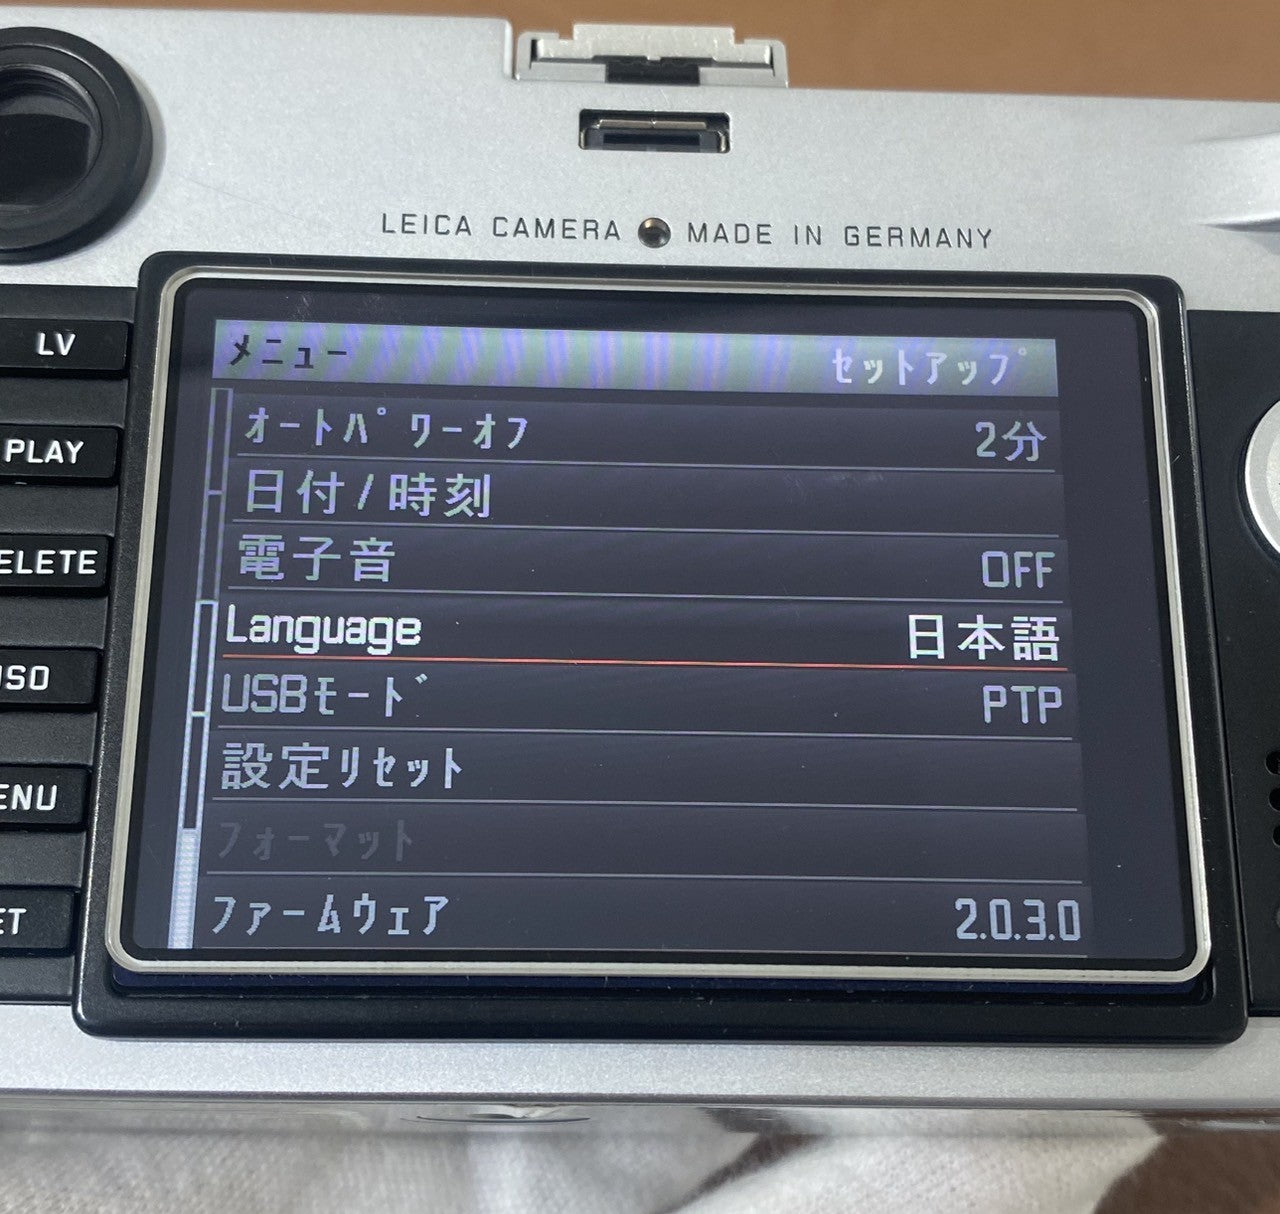 LEICA CAMERA MADE IN GERMANY
LV
PLAY
ELETE
ISO
ENU
ET
メニュー セットアップ
オートパワーオフ 2分
日付/時刻
電子音 OFF
Language 日本語
USBモード PTP
設定リセット
フォーマット
ファームウェア 2.0.3.0